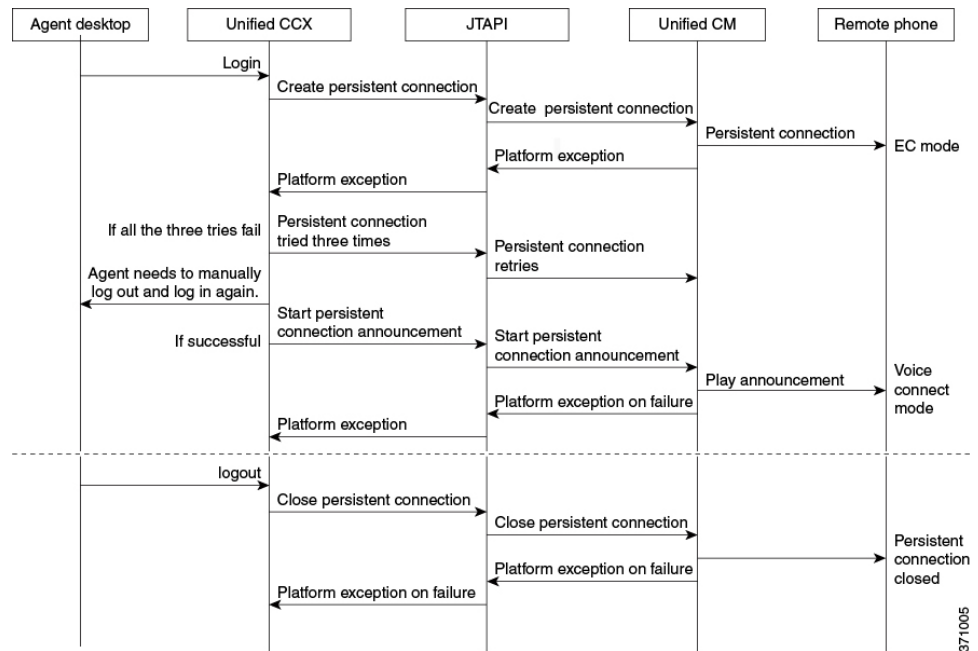 Agent desktop
Unified CCX
JTAPI
Unified CM
Remote phone
Login
Create persistent connection
Create persistent connection
Persistent connection
EC mode
Platform exception
Platform exception
If all the three tries fail
Persistent connection
tried three times
Persistent connection
retries
Agent needs to manually
log out and log in again.
Start persistent
connection announcement
If successful
Start persistent
connection announcement
Play announcement
Voice
connect
mode
Platform exception on failure
Platform exception
logout
Close persistent connection
Close persistent connection
Persistent
connection
closed
Platform exception on failure
Platform exception on failure
371005